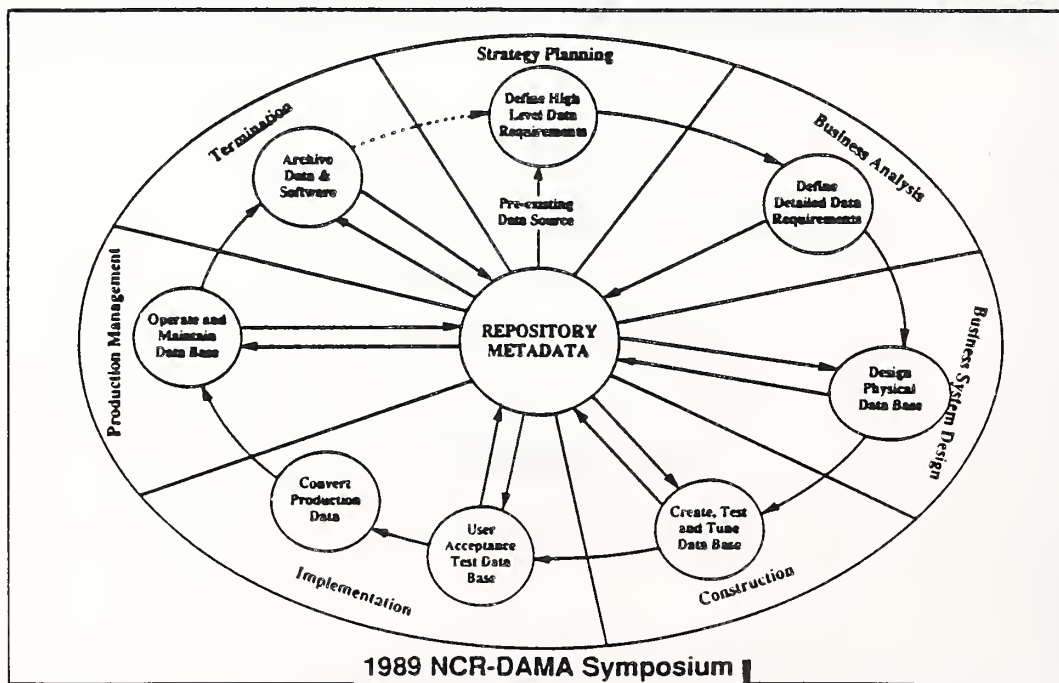 Strategy Planning
Define High
Level Data
Requirements
Business Analysis
Define
Detailed Data
Requirements
Business System Design
Design
Physical
Data Base
Create, Test
and Tune
Data Base
Construction
User
Acceptance
Test Data
Base
Convert
Production
Data
Implementation
Operate and
Maintain
Data Base
Production Management
Archive
Data &
Software
Termination
Pre-existing
Data Source
REPOSITORY
METADATA
1989 NCR-DAMA Symposium